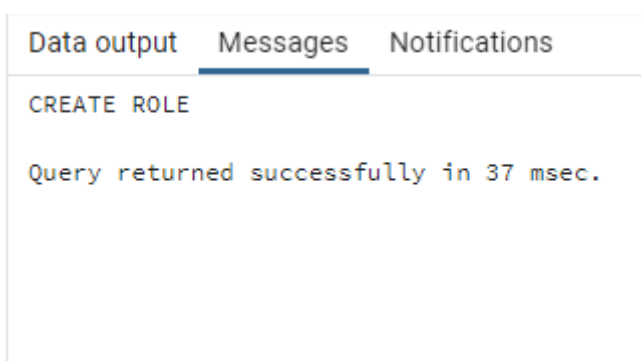 Data output Messages Notifications
CREATE ROLE
Query returned successfully in 37 msec.